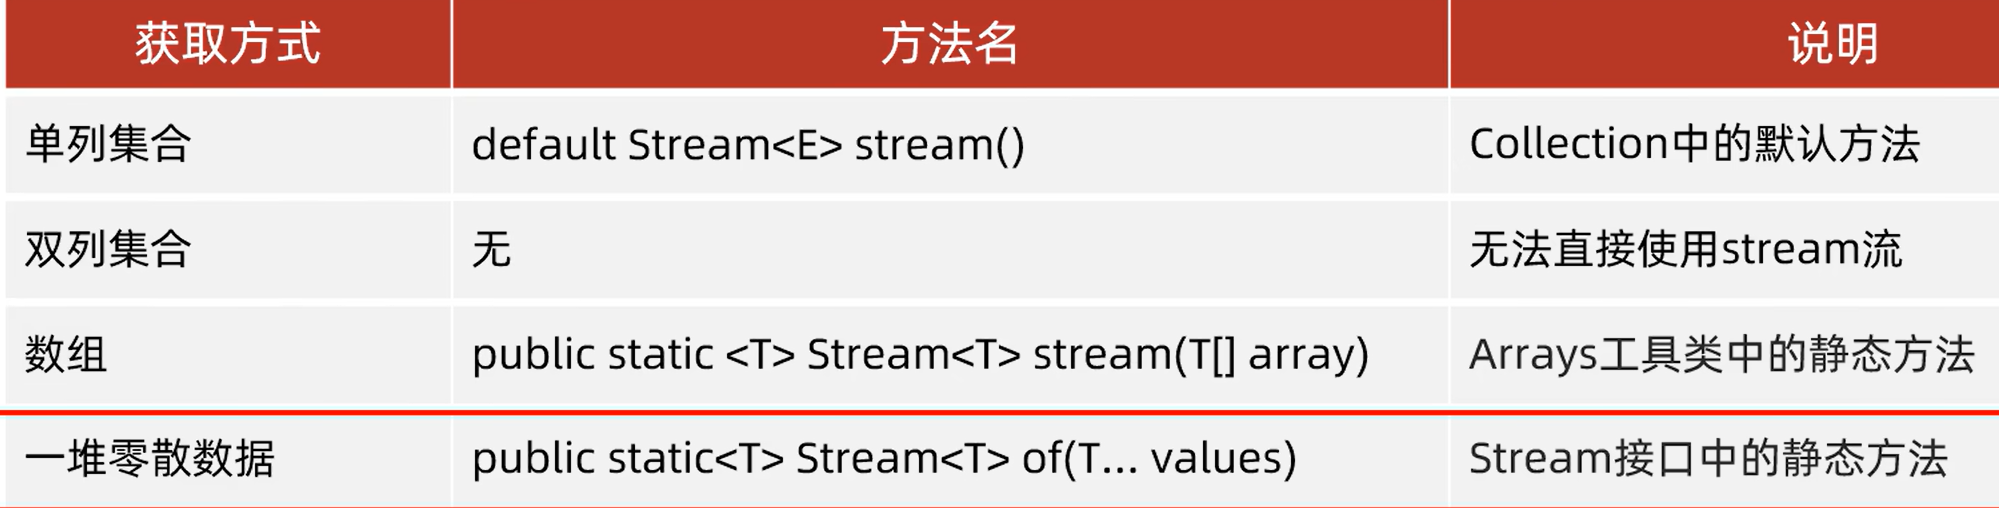 获取方式 方法名 说明
单列集合 default Stream<E> stream() Collection中的默认方法
双列集合 无 无法直接使用stream流
数组 public static <T> Stream<T> stream(T[] array) Arrays工具类中的静态方法
一堆零散数据 public static<T> Stream<T> of(T... values) Stream接口中的静态方法